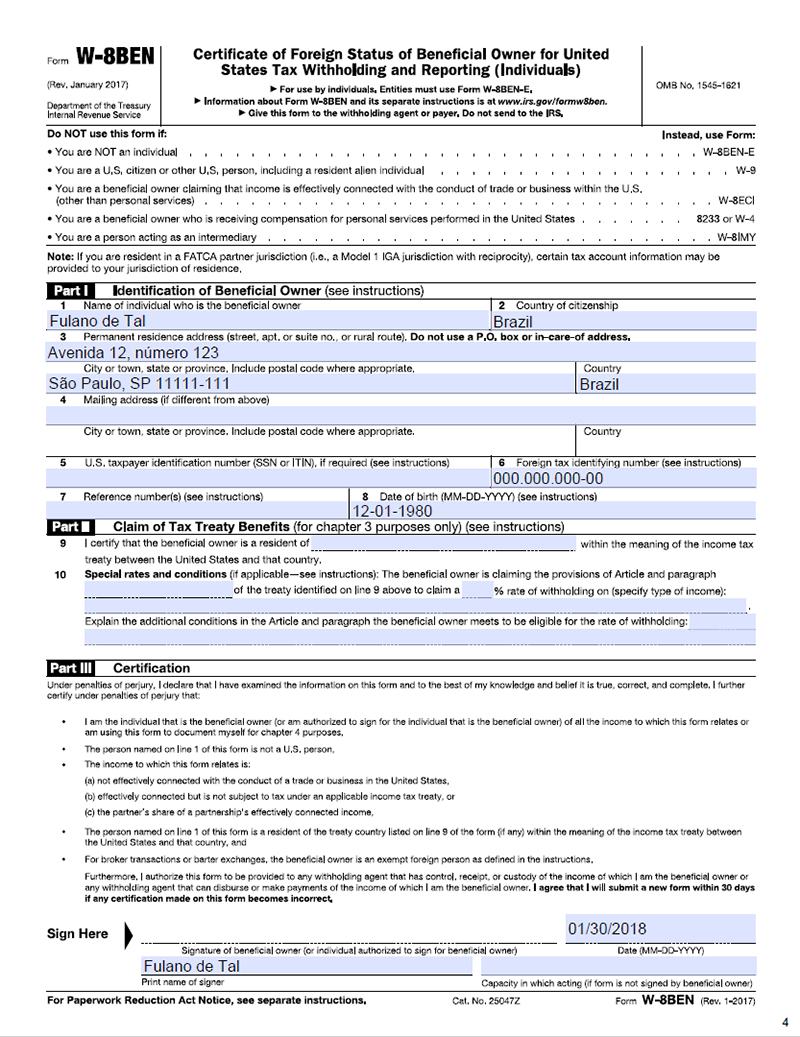 Form W-8BEN
(Rev. January 2017)
Department of the Treasury
Internal Revenue Service
Certificate of Foreign Status of Beneficial Owner for United
States Tax Withholding and Reporting (Individuals)
▶ For use by individuals. Entities must use Form W-8BEN-E.
▶ Information about Form W-8BEN and its separate instructions is at www.irs.gov/formw8ben.
▶ Give this form to the withholding agent or payer. Do not send to the IRS.
OMB No. 1545-1621
Do NOT use this form if: Instead, use Form:
• You are NOT an individual . . . . . . . . . . . . . . . . . . . . . . . . . . . . . . W-8BEN-E
• You are a U.S. citizen or other U.S. person, including a resident alien individual . . . . . . . . . . . . . . . . . W-9
• You are a beneficial owner claiming that income is effectively connected with the conduct of trade or business within the U.S.
(other than personal services) . . . . . . . . . . . . . . . . . . . . . . . . . . . . . W-8ECI
• You are a beneficial owner who is receiving compensation for personal services performed in the United States . . . . . . . 8233 or W-4
• You are a person acting as an intermediary . . . . . . . . . . . . . . . . . . . . . . . . . W-8IMY
Note: If you are resident in a FATCA partner jurisdiction (i.e., a Model 1 IGA jurisdiction with reciprocity), certain tax account information may be
provided to your jurisdiction of residence.
Part I Identification of Beneficial Owner (see instructions)
1 Name of individual who is the beneficial owner
Fulano de Tal
2 Country of citizenship
Brazil
3 Permanent residence address (street, apt. or suite no., or rural route). Do not use a P.O. box or in-care-of address.
Avenida 12, número 123
City or town, state or province. Include postal code where appropriate.
São Paulo, SP 11111-111
Country
Brazil
4 Mailing address (if different from above)
City or town, state or province. Include postal code where appropriate.
Country
5 U.S. taxpayer identification number (SSN or ITIN), if required (see instructions)
6 Foreign tax identifying number (see instructions)
000.000.000-00
7 Reference number(s) (see instructions)
8 Date of birth (MM-DD-YYYY) (see instructions)
12-01-1980
Part II Claim of Tax Treaty Benefits (for chapter 3 purposes only) (see instructions)
9 I certify that the beneficial owner is a resident of within the meaning of the income tax
treaty between the United States and that country.
10 Special rates and conditions (if applicable—see instructions): The beneficial owner is claiming the provisions of Article and paragraph
of the treaty identified on line 9 above to claim a % rate of withholding on (specify type of income):
.
Explain the additional conditions in the Article and paragraph the beneficial owner meets to be eligible for the rate of withholding:
Part III Certification
Under penalties of perjury, I declare that I have examined the information on this form and to the best of my knowledge and belief it is true, correct, and complete. I further
certify under penalties of perjury that:
• I am the individual that is the beneficial owner (or am authorized to sign for the individual that is the beneficial owner) of all the income to which this form relates or
am using this form to document myself for chapter 4 purposes,
• The person named on line 1 of this form is not a U.S. person,
• The income to which this form relates is:
(a) not effectively connected with the conduct of a trade or business in the United States,
(b) effectively connected but is not subject to tax under an applicable income tax treaty, or
(c) the partner's share of a partnership's effectively connected income,
• The person named on line 1 of this form is a resident of the treaty country listed on line 9 of the form (if any) within the meaning of the income tax treaty between
the United States and that country, and
• For broker transactions or barter exchanges, the beneficial owner is an exempt foreign person as defined in the instructions.
Furthermore, I authorize this form to be provided to any withholding agent that has control, receipt, or custody of the income of which I am the beneficial owner or
any withholding agent that can disburse or make payments of the income of which I am the beneficial owner. I agree that I will submit a new form within 30 days
if any certification made on this form becomes incorrect.
Sign Here
01/30/2018
Signature of beneficial owner (or individual authorized to sign for beneficial owner) Date (MM-DD-YYYY)
Fulano de Tal
Print name of signer Capacity in which acting (if form is not signed by beneficial owner)
For Paperwork Reduction Act Notice, see separate instructions. Cat. No. 25047Z Form W-8BEN (Rev. 1-2017)
4